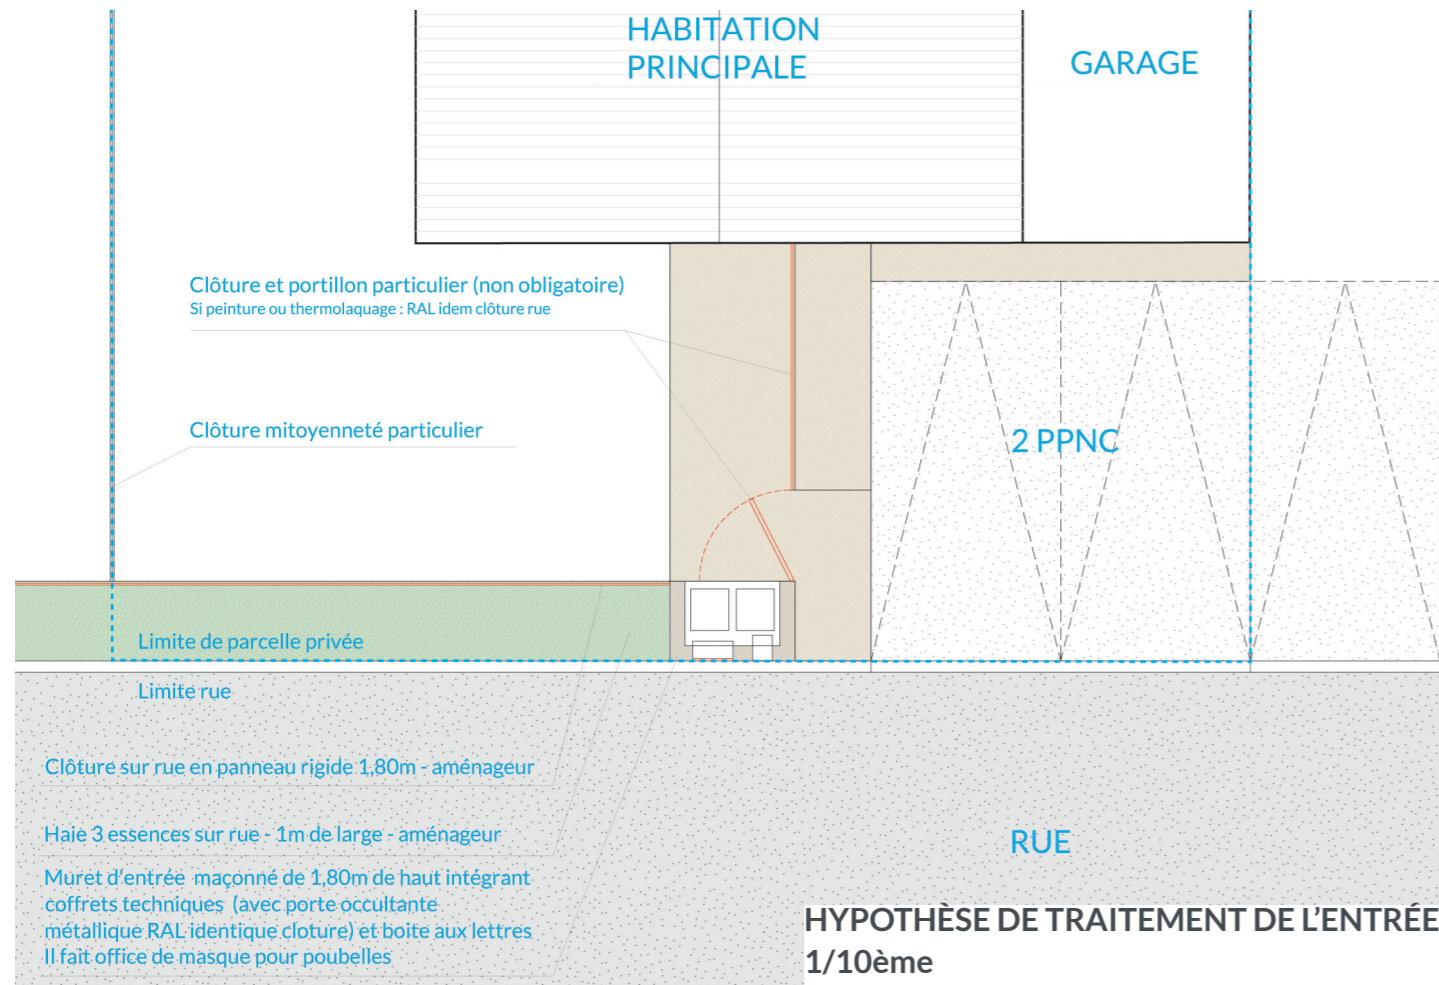 HABITATION
PRINCIPALE
GARAGE
Clôture et portillon particulier (non obligatoire)
Si peinture ou thermolaquage : RAL idem clôture rue
Clôture mitoyenneté particulier
2 PPNC
Limite de parcelle privée
Limite rue
Clôture sur rue en panneau rigide 1,80m - aménageur
Haie 3 essences sur rue - 1m de large - aménageur
Muret d'entrée maçonné de 1,80m de haut intégrant
coffrets techniques (avec porte occultante
métallique RAL identique cloture) et boite aux lettres
Il fait office de masque pour poubelles
RUE
HYPOTHÈSE DE TRAITEMENT DE L'ENTRÉE
1/10ème